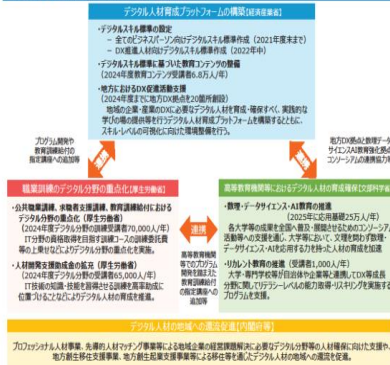 デジタル人材育成プラットフォームの構築【経済産業省】
・デジタルスキル標準の設定
－ 全てのビジネスパーソン向けデジタルスキル標準作成（2021年度末まで）
－ DX推進人材向けデジタルスキル標準作成（2022年中）
・デジタルスキル標準に基づいた教育コンテンツの整備
（2024年度教育コンテンツ受講者6.8万人/年）
・地方におけるDX促進活動支援
（2024年度までに地方DX拠点を20箇所創設）
地域の企業・産業のDXに必要なデジタル人材を育成・確保すべく、実践的な
学びの場の提供等を行うデジタル人材育成プラットフォームを構築するとともに、
スキル・レベルの可視化に向けた環境整備を行う。
プログラム開発や
教育訓練給付の
指定講座への追加等
地方DX拠点と数理データ
サイエンスAI教育強化拠点
コンソーシアムの連携協力等
職業訓練のデジタル分野の重点化【厚生労働省】
・公共職業訓練、求職者支援訓練、教育訓練給付における
デジタル分野の重点化（厚生労働省）
（2024年度デジタル分野の受講者70,000人/年）
IT分野の資格取得を目指す訓練コースの訓練委託費
等の上乗せなどによりデジタル分野の重点化を実施。
・人材開発支援助成金の拡充（厚生労働省）
（2024年度デジタル分野の受講者65,000人/年）
IT技術の知識・技能を習得させる訓練を高率助成に
位置づけることなどによりデジタル人材の育成を推進。
連携
高等教育機関
等でのプログラム
開発を踏まえた
教育訓練給付
の指定講座への
追加等
高等教育機関等におけるデジタル人材の育成確保【文部科学省】
・数理・データサイエンス・AI教育の推進
（2025年に応用基礎25万人/年）
各大学等の成果を全国へ普及・展開させるためのコンソーシアム
活動等への支援を通し、大学等において、文理を問わず数理・
データサイエンス・AIを応用する力を持った人材の育成を加速
・リカレント教育の推進（受講者1,000人/年）
大学・専門学校等が自治体や企業等と連携してDX等成長
分野に関してリテラシーレベルの能力取得・リスキリングを実施する
プログラムを支援。
デジタル人材の地域への還流促進【内閣府等】
プロフェッショナル人材事業、先導的人材マッチング事業等による地域企業の経営課題解決に必要なデジタル分野等の人材確保に向けた支援や、
地方創生移住支援事業、地方創生起業支援事業等による移住等を通じたデジタル人材の地域への還流を促進。